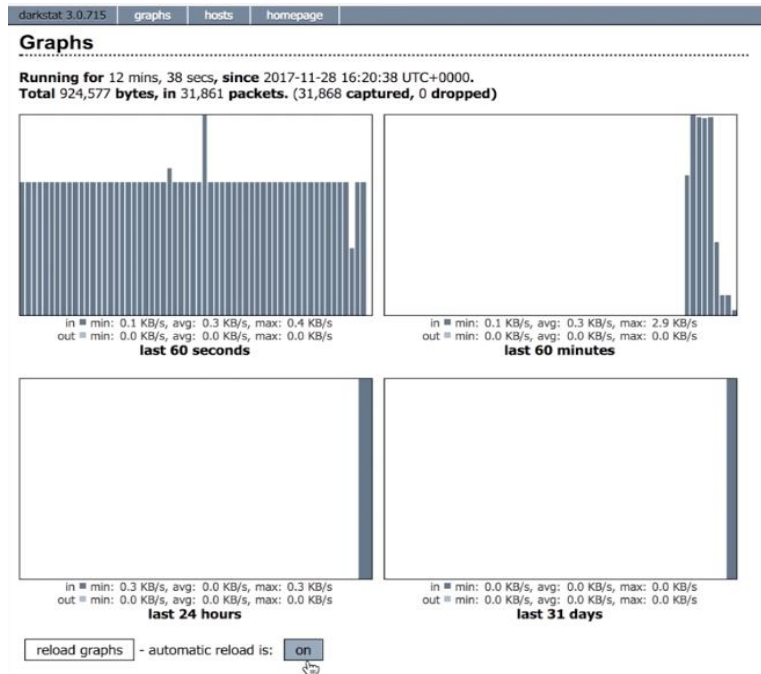 darkstat 3.0.715 graphs hosts homepage
Graphs
Running for 12 mins, 38 secs, since 2017-11-28 16:20:38 UTC+0000.
Total 924,577 bytes, in 31,861 packets. (31,868 captured, 0 dropped)
in min: 0.1 KB/s, avg: 0.3 KB/s, max: 0.4 KB/s
out min: 0.0 KB/s, avg: 0.0 KB/s, max: 0.0 KB/s
last 60 seconds
in min: 0.1 KB/s, avg: 0.3 KB/s, max: 2.9 KB/s
out min: 0.0 KB/s, avg: 0.0 KB/s, max: 0.0 KB/s
last 60 minutes
in min: 0.3 KB/s, avg: 0.0 KB/s, max: 0.3 KB/s
out min: 0.0 KB/s, avg: 0.0 KB/s, max: 0.0 KB/s
last 24 hours
in min: 0.0 KB/s, avg: 0.0 KB/s, max: 0.0 KB/s
out min: 0.0 KB/s, avg: 0.0 KB/s, max: 0.0 KB/s
last 31 days
reload graphs - automatic reload is: on